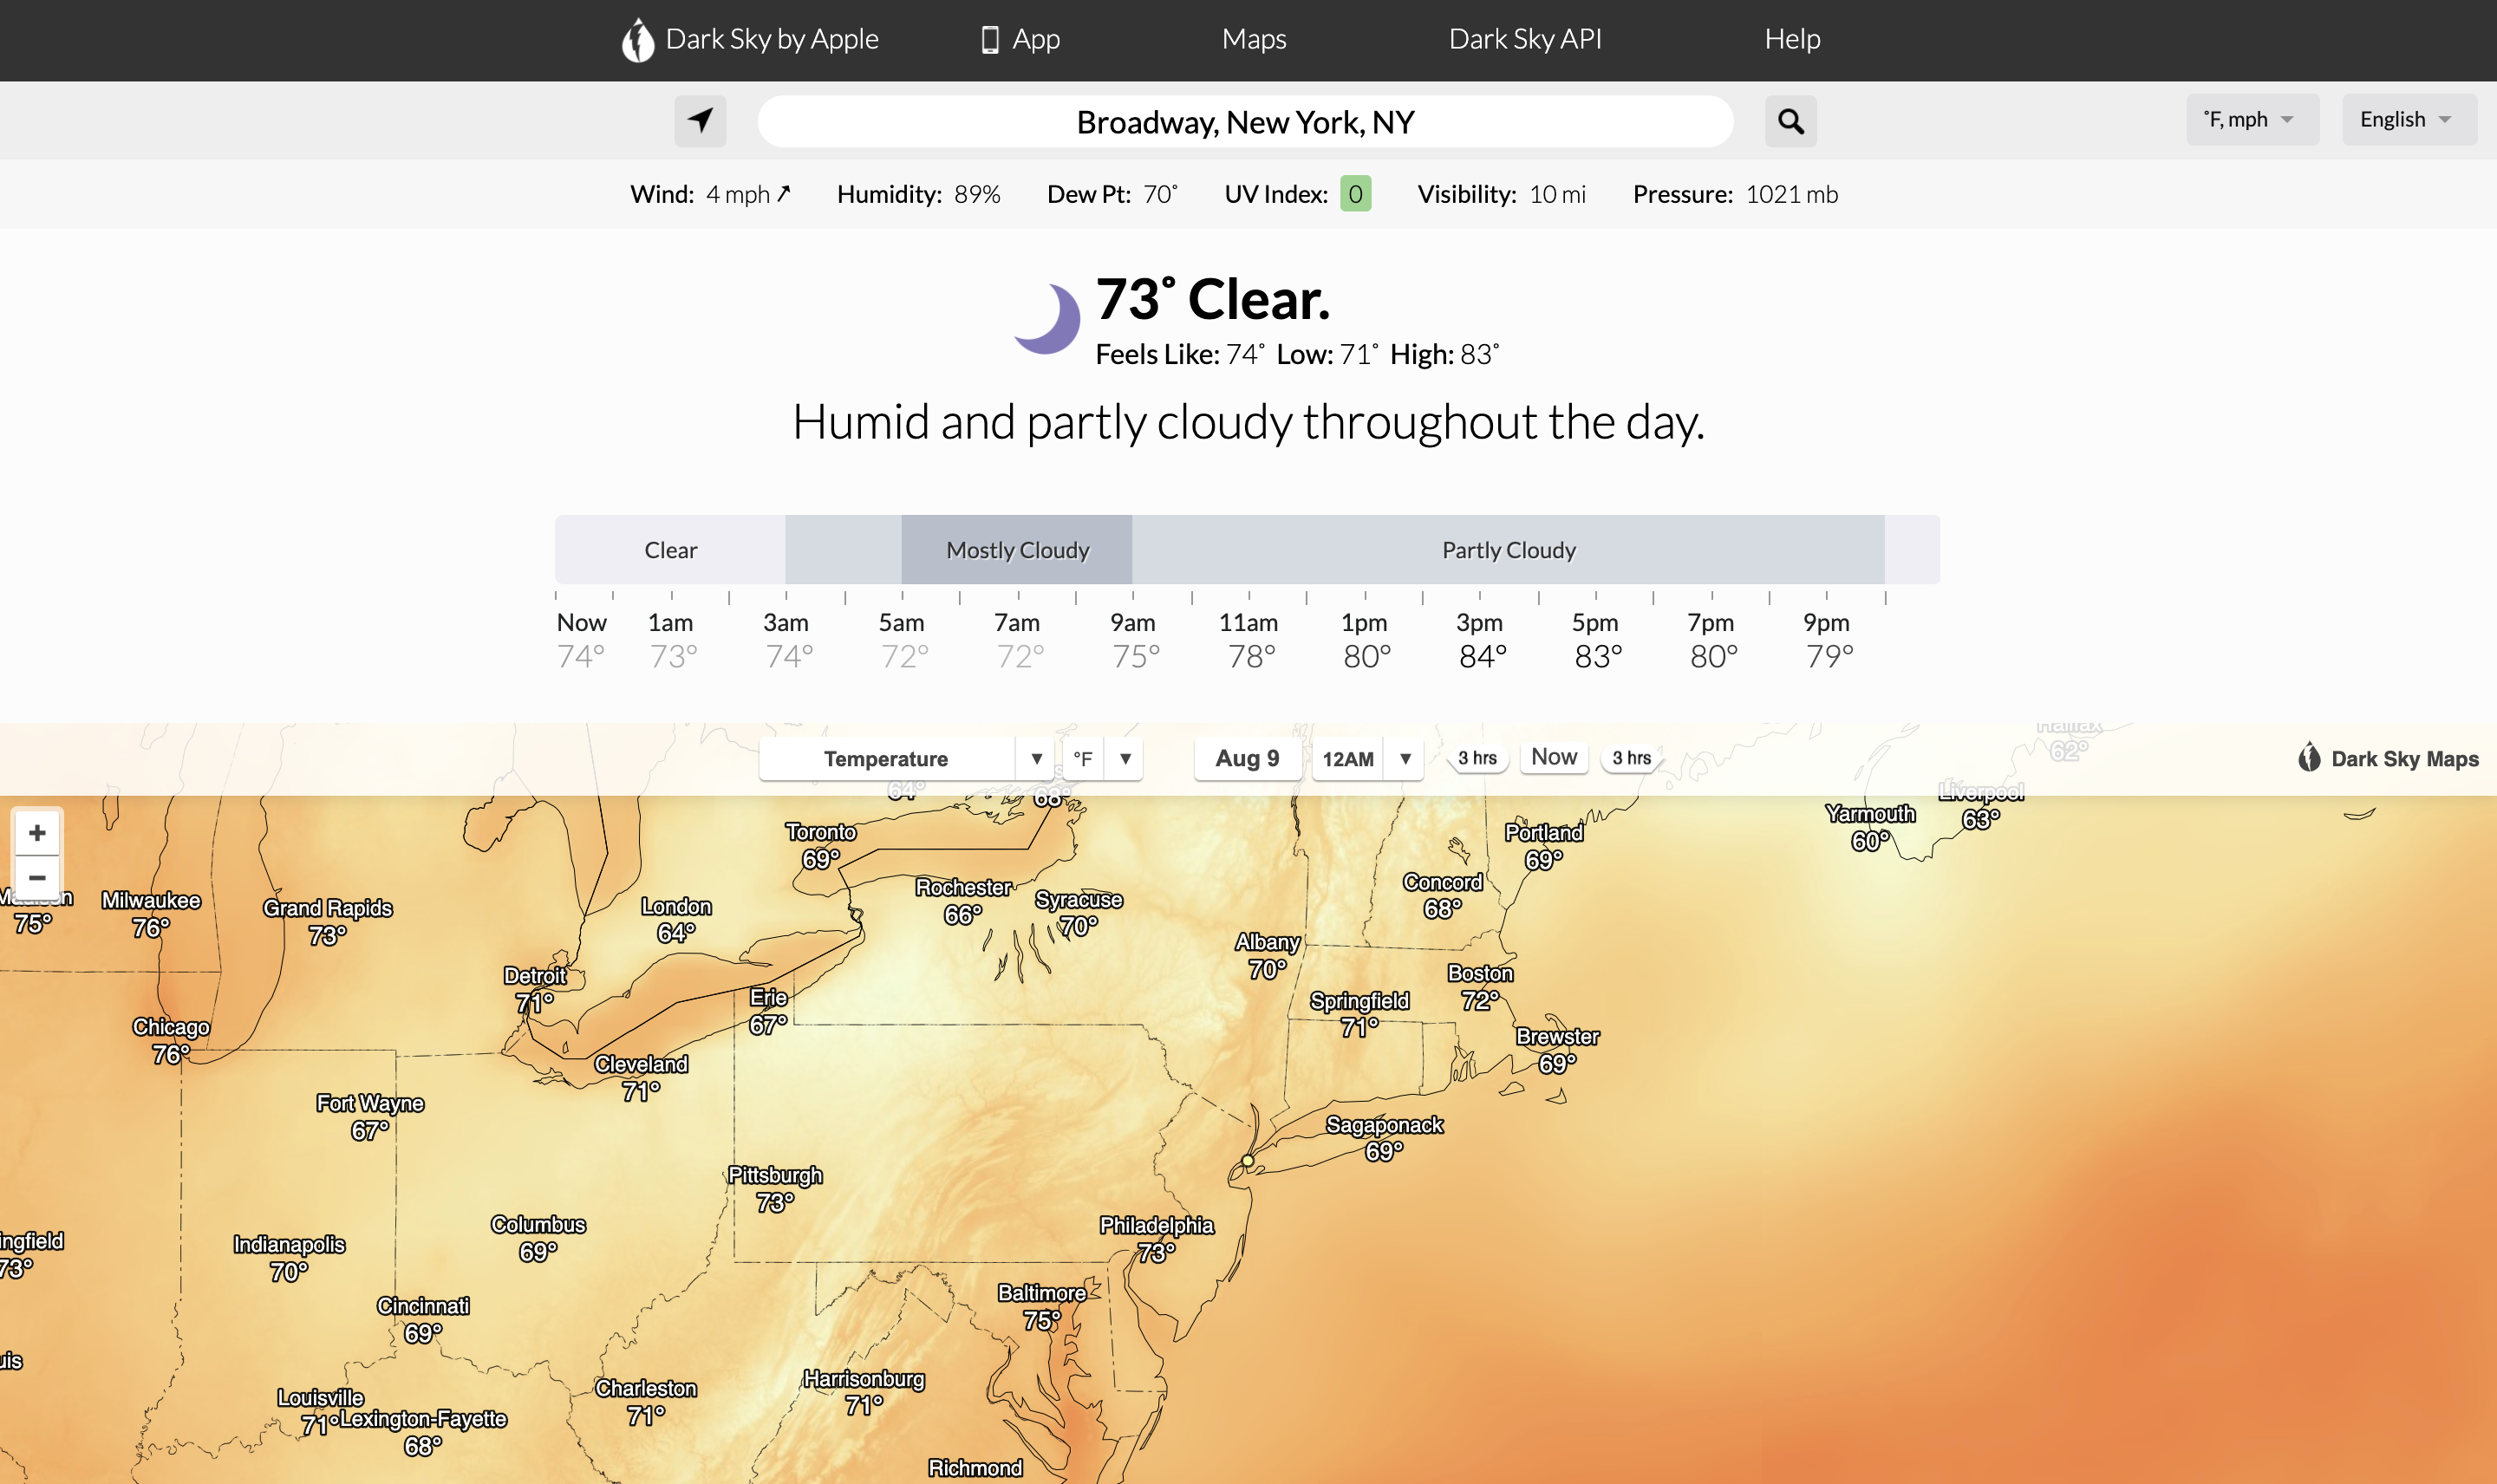 Dark Sky by Apple App Maps Dark Sky API Help
Broadway, New York, NY
˚F, mph
English
Wind: 4 mph Humidity: 89% Dew Pt: 70˚ UV Index: 0 Visibility: 10 mi Pressure: 1021 mb
73˚ Clear.
Feels Like: 74˚ Low: 71˚ High: 83˚
Humid and partly cloudy throughout the day.
Clear Mostly Cloudy Partly Cloudy
Now 1am 3am 5am 7am 9am 11am 1pm 3pm 5pm 7pm 9pm
74° 73° 74° 72° 72° 75° 78° 80° 84° 83° 80° 79°
Temperature ▼ °F ▼ Aug 9 12AM ▼ 3 hrs Now 3 hrs
Dark Sky Maps
Halifax
62°
64°
68°
Liverpool
63°
Yarmouth
60°
+
−
Toronto
69°
Portland
69°
Concord
68°
Rochester
66°
Syracuse
70°
75°
Milwaukee
76°
Grand Rapids
73°
London
64°
Albany
70°
Boston
72°
Detroit
71°
Springfield
71°
Erie
67°
Chicago
76°
Brewster
69°
Cleveland
71°
Fort Wayne
67°
Sagaponack
69°
Pittsburgh
73°
Columbus
69°
Philadelphia
73°
ingfield
73°
Indianapolis
70°
Baltimore
75°
Cincinnati
69°
uis
Charleston
71°
Harrisonburg
71°
Louisville
71°
Lexington-Fayette
68°
Richmond